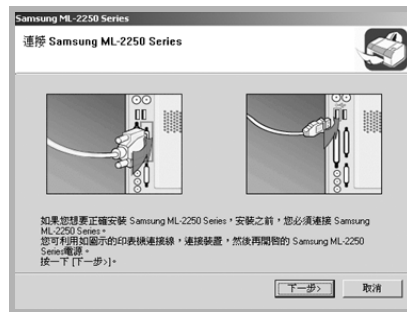 Samsung ML-2250 Series
連接 Samsung ML-2250 Series
如果您想要正確安裝 Samsung ML-2250 Series，安裝之前，您必須連接 Samsung
ML-2250 Series。
您可利用如圖示的印表機連接線，連接裝置，然後再開啓的 Samsung ML-2250
Series電源。
按一下 [下一步>]。
下一步> 取消